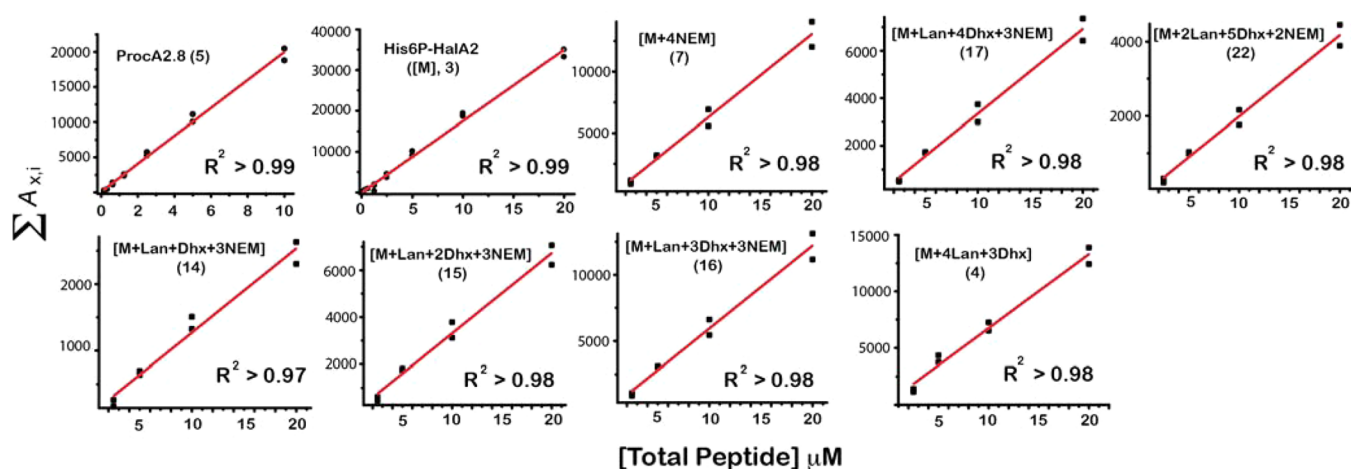 ∑ A x,i
ProcA2.8 (5)
R² > 0.99
20000
15000
10000
5000
0
0 2 4 6 8 10
His6P-HalA2
([M], 3)
R² > 0.99
40000
30000
20000
10000
0
0 5 10 15 20
[M+4NEM]
(7)
R² > 0.98
10000
5000
5 10 15 20
[M+Lan+4Dhx+3NEM]
(17)
R² > 0.98
6000
4000
2000
0
5 10 15 20
[M+2Lan+5Dhx+2NEM]
(22)
R² > 0.98
4000
2000
5 10 15 20
[M+Lan+Dhx+3NEM]
(14)
R² > 0.97
2000
1000
5 10 15 20
[M+Lan+2Dhx+3NEM]
(15)
R² > 0.98
6000
4000
2000
0
5 10 15 20
[M+Lan+3Dhx+3NEM]
(16)
R² > 0.98
10000
5000
5 10 15 20
[M+4Lan+3Dhx]
(4)
R² > 0.98
15000
10000
5000
0
5 10 15 20
[Total Peptide] μM